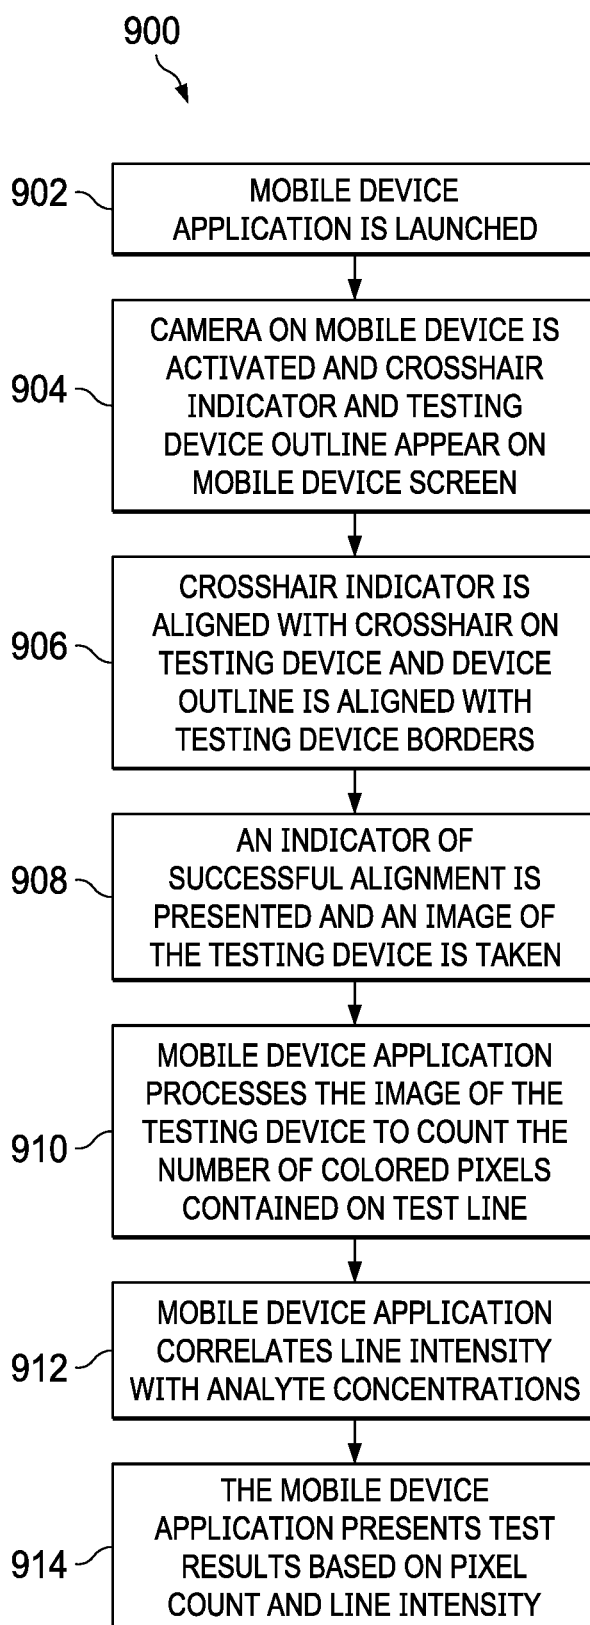 900
902
MOBILE DEVICE
APPLICATION IS LAUNCHED
904
CAMERA ON MOBILE DEVICE IS
ACTIVATED AND CROSSHAIR
INDICATOR AND TESTING
DEVICE OUTLINE APPEAR ON
MOBILE DEVICE SCREEN
906
CROSSHAIR INDICATOR IS
ALIGNED WITH CROSSHAIR ON
TESTING DEVICE AND DEVICE
OUTLINE IS ALIGNED WITH
TESTING DEVICE BORDERS
908
AN INDICATOR OF
SUCCESSFUL ALIGNMENT IS
PRESENTED AND AN IMAGE OF
THE TESTING DEVICE IS TAKEN
910
MOBILE DEVICE APPLICATION
PROCESSES THE IMAGE OF THE
TESTING DEVICE TO COUNT THE
NUMBER OF COLORED PIXELS
CONTAINED ON TEST LINE
912
MOBILE DEVICE APPLICATION
CORRELATES LINE INTENSITY
WITH ANALYTE CONCENTRATIONS
914
THE MOBILE DEVICE
APPLICATION PRESENTS TEST
RESULTS BASED ON PIXEL
COUNT AND LINE INTENSITY